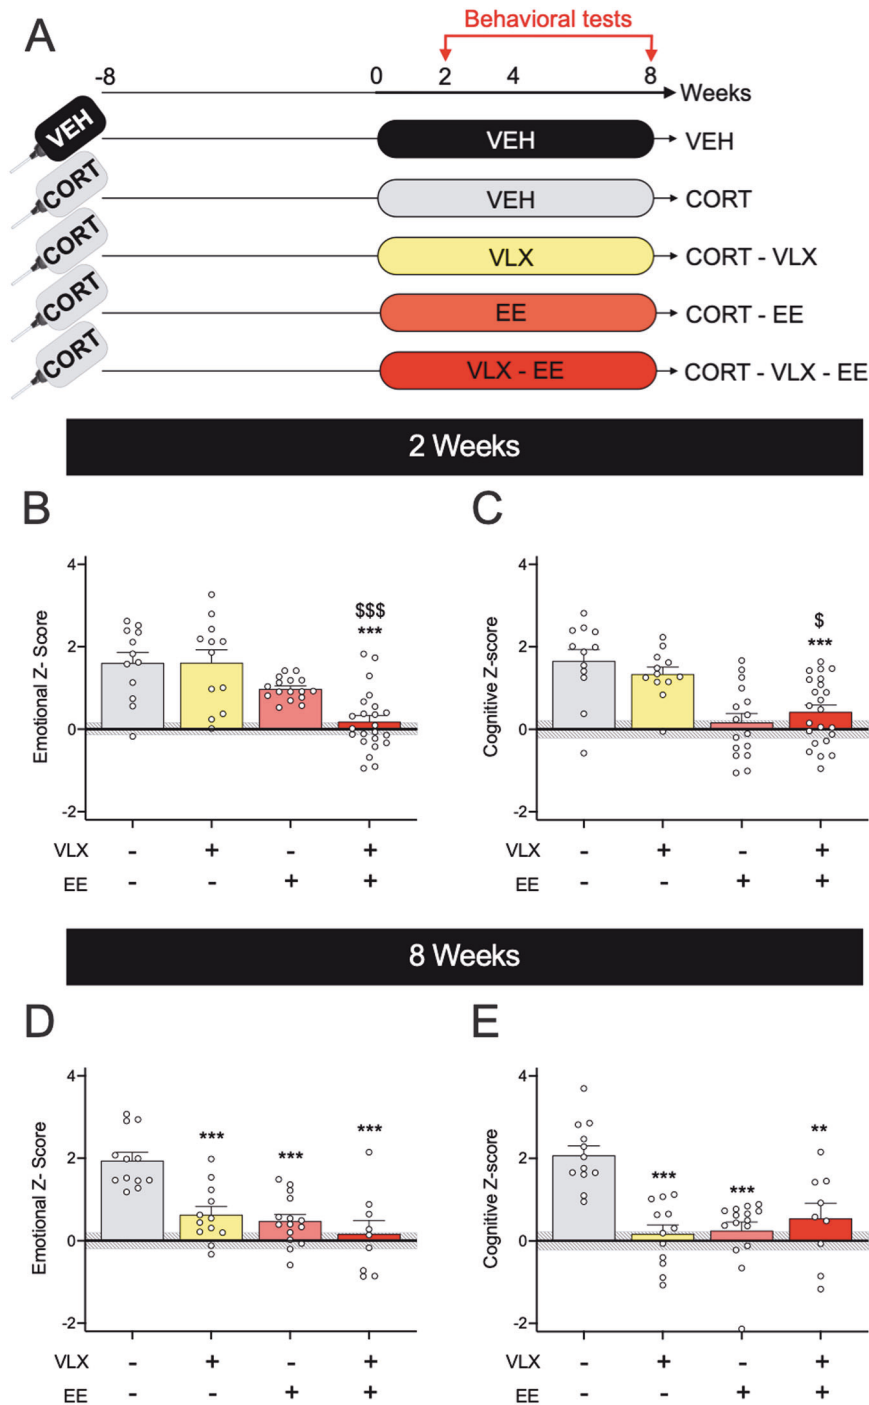 A
Behavioral tests
-8 0 2 4 8
Weeks
VEH VEH VEH
CORT VEH CORT
CORT VLX CORT - VLX
CORT EE CORT - EE
CORT VLX - EE CORT - VLX - EE
2 Weeks
B
Emotional Z- Score
4
2
0
-2
$$$
***
VLX - + - +
EE - - + +
C
Cognitive Z-score
4
2
0
-2
$
***
VLX - + - +
EE - - + +
8 Weeks
D
Emotional Z- Score
4
2
0
-2
*** *** ***
VLX - + - +
EE - - + +
E
Cognitive Z-score
4
2
0
-2
*** *** **
VLX - + - +
EE - - + +